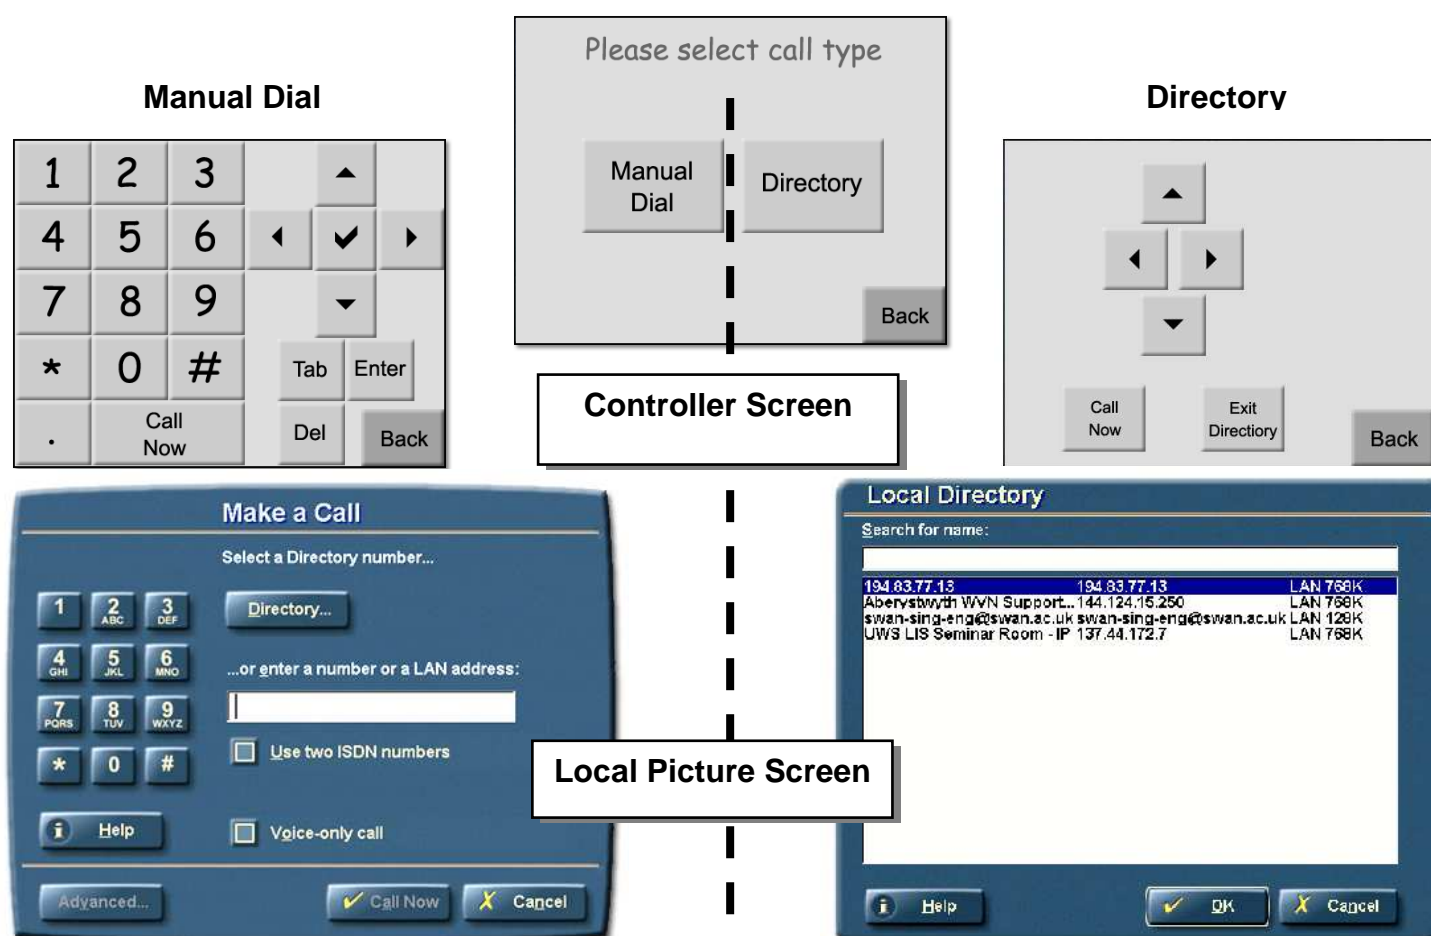 Please select call type
Manual
Dial
Directory
Back
Manual Dial
1 2 3
4 5 6
7 8 9
* 0 #
Tab Enter
. Call
Now
Del
Back
Directory
Call
Now
Exit
Directiory
Back
Controller Screen
Make a Call
Select a Directory number...
1 2 ABC 3 DEF
Directory...
4 GHI 5 JKL 6 MNO
...or enter a number or a LAN address:
7 PQRS 8 TUV 9 WXYZ
* 0 #
Use two ISDN numbers
i Help
Voice-only call
Advanced...
Call Now
Cancel
Local Picture Screen
Local Directory
Search for name:
194.83.77.13 194.83.77.13 LAN 768K
Aberystwyth WVN Support... 144.124.15.250 LAN 768K
swan-sing-eng@swan.ac.uk swan-sing-eng@swan.ac.uk LAN 128K
UWS LIS Seminar Room - IP 137.44.172.7 LAN 768K
i Help
OK
Cancel